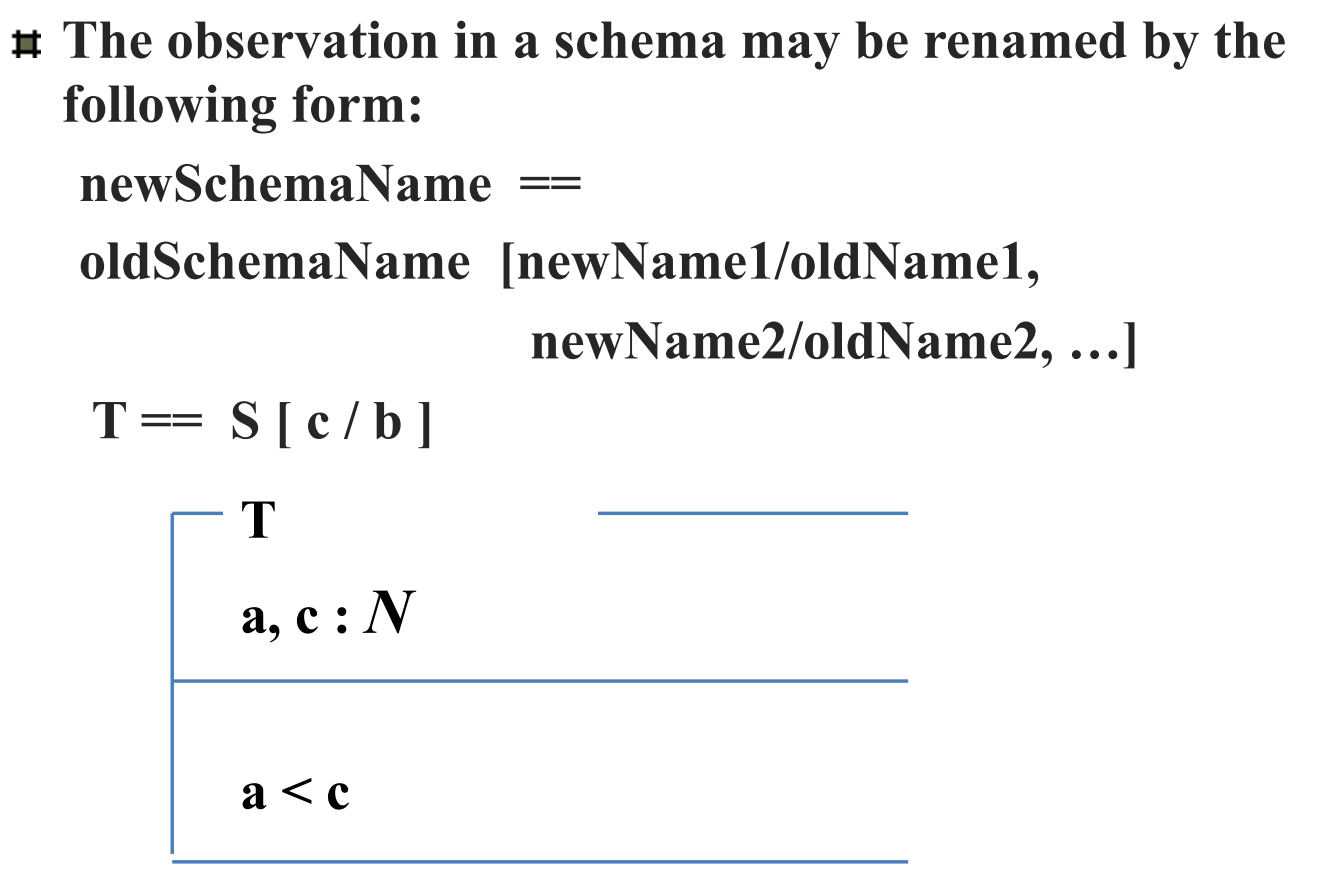 The observation in a schema may be renamed by the
following form:
newSchemaName ==
oldSchemaName [newName1/oldName1,
newName2/oldName2, …]
T == S [ c / b ]
T
a, c : N
a < c